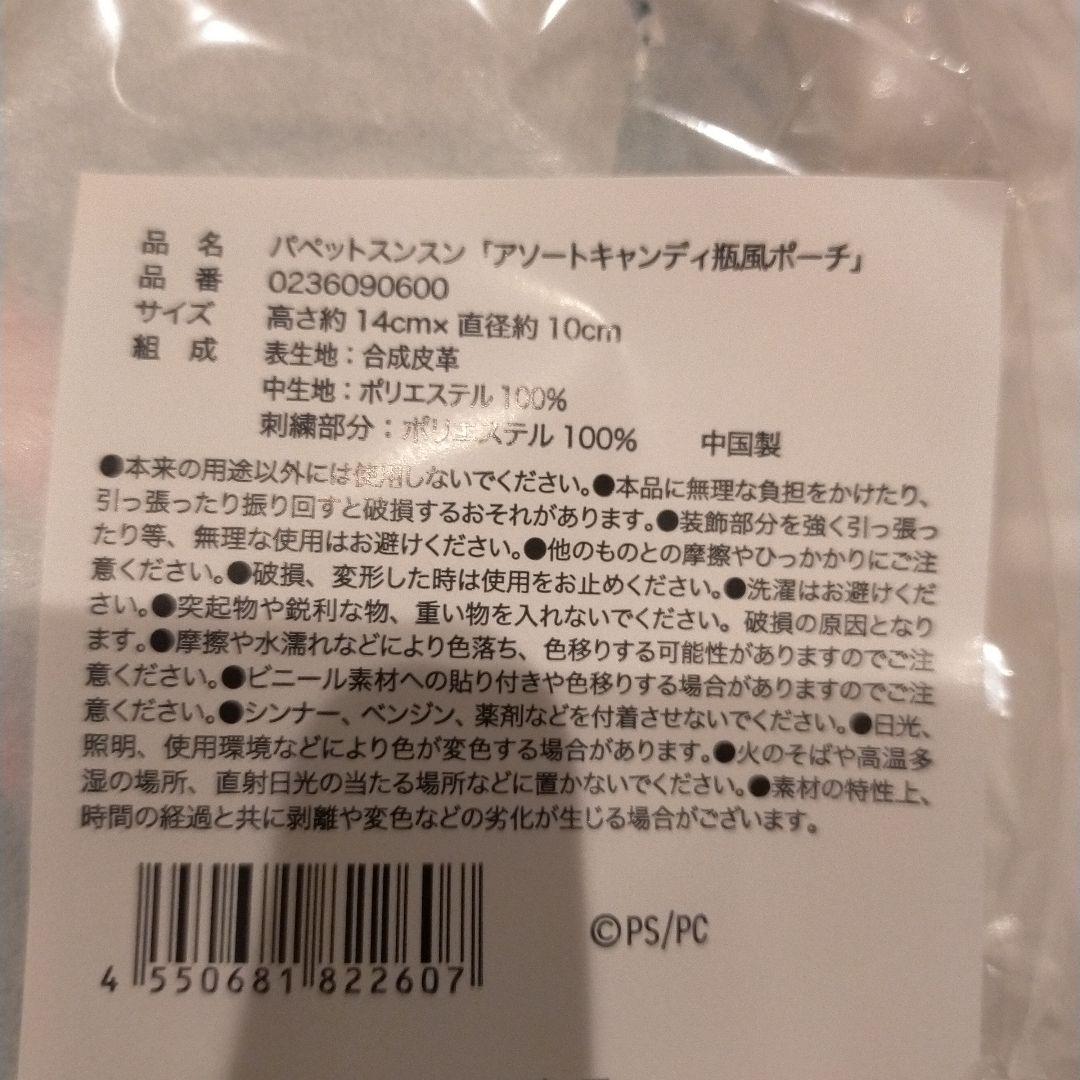 品 名 パペットスンスン「アソートキャンディ瓶風ポーチ」
品 番 0236090600
サイズ 高さ約 14cm× 直径約 10cm
組 成 表生地：合成皮革
中生地：ポリエステル 100%
刺繍部分：ポリエステル 100% 中国製
●本来の用途以外には使用しないでください。●本品に無理な負担をかけたり、
引っ張ったり振り回すと破損するおそれがあります。●装飾部分を強く引っ張っ
たり等、無理な使用はお避けください。●他のものとの摩擦やひっかかりにご注
意ください。●破損、変形した時は使用をお止めください。●洗濯はお避けくだ
さい。●突起物や鋭利な物、重い物を入れないでください。破損の原因となり
ます。●摩擦や水濡れなどにより色落ち、色移りする可能性がありますのでご注
意ください。●ビニール素材への貼り付きや色移りする場合がありますのでご注
意ください。●シンナー、ベンジン、薬剤などを付着させないでください。●日光、
照明、使用環境などにより色が変色する場合があります。●火のそばや高温多
湿の場所、直射日光の当たる場所などに置かないでください。●素材の特性上、
時間の経過と共に剥離や変色などの劣化が生じる場合がございます。
©PS/PC
4 550681 822607